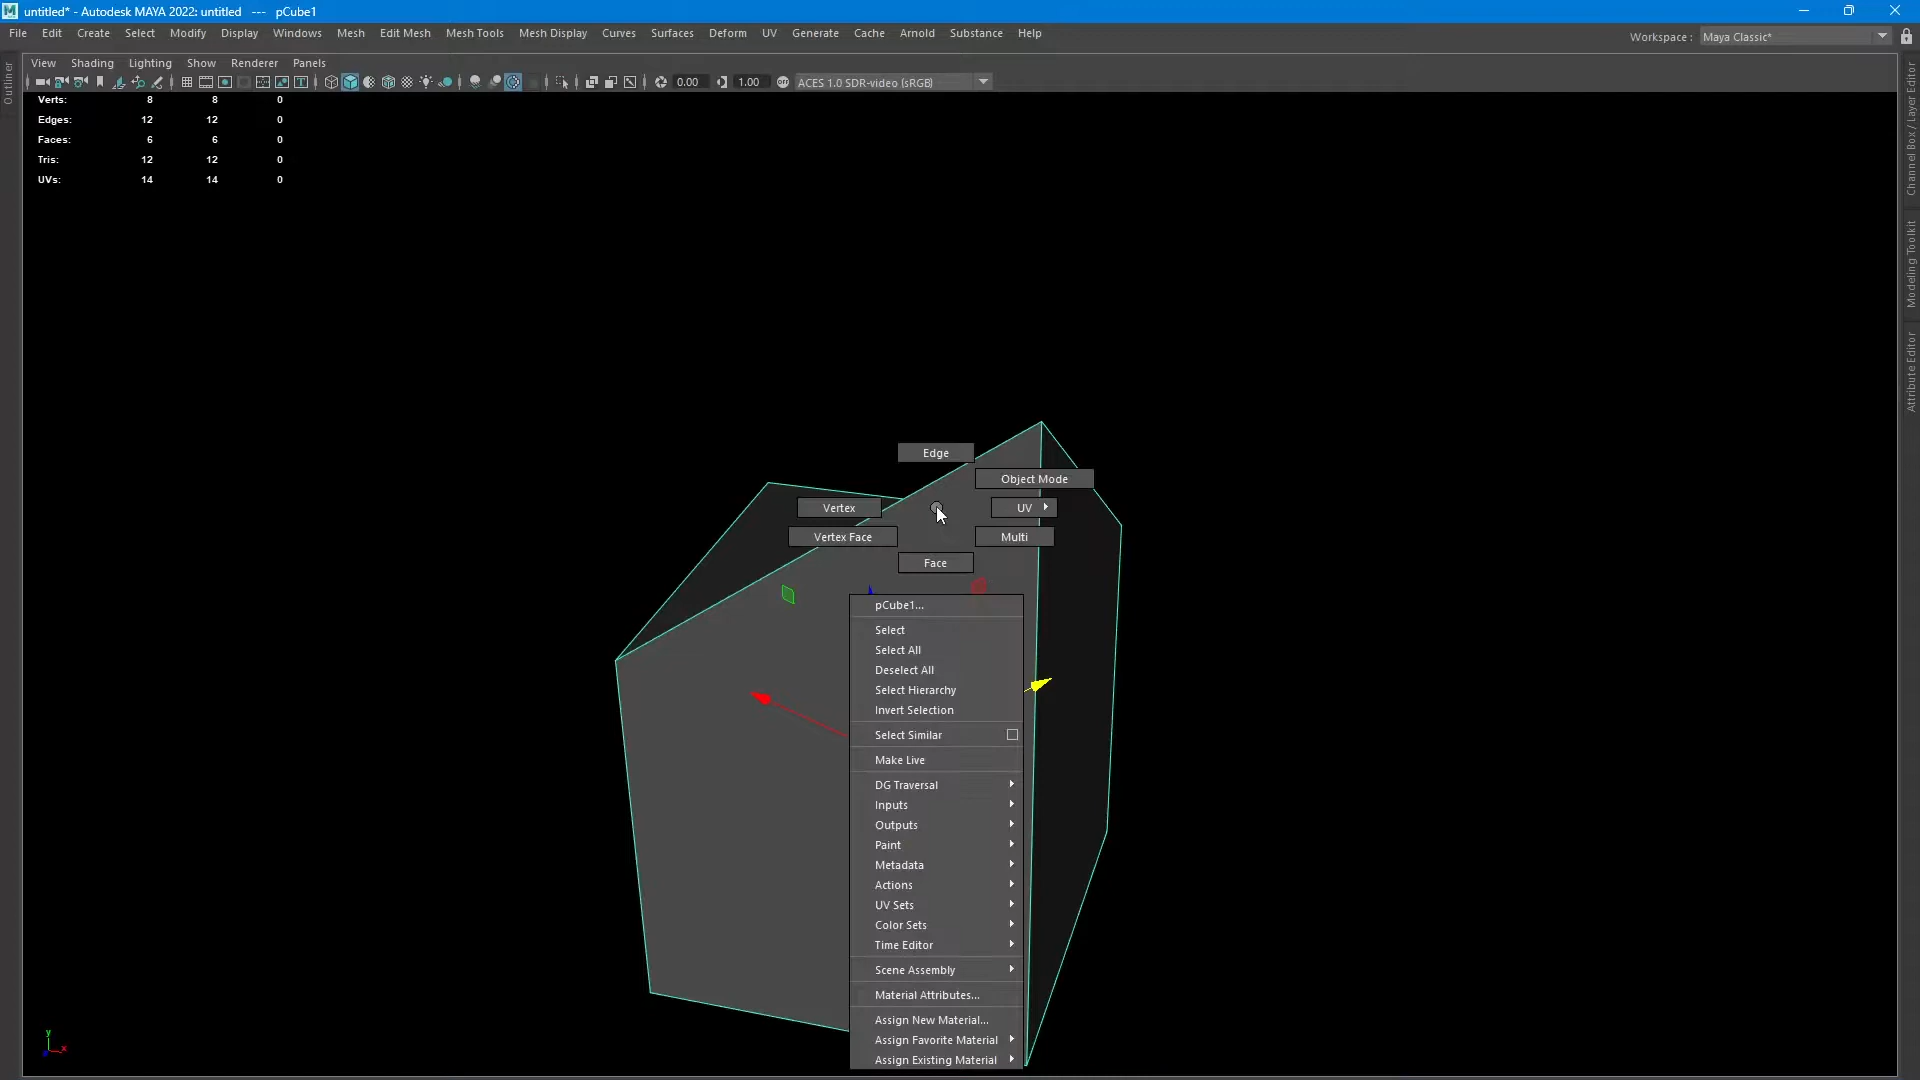 untitled* - Autodesk MAYA 2022: untitled --- pCube1
File Edit Create Select Modify Display Windows Mesh Edit Mesh Mesh Tools Mesh Display Curves Surfaces Deform UV Generate Cache Arnold Substance Help
Workspace : Maya Classic*
View Shading Lighting Show Renderer Panels
0.00 1.00 ACES 1.0 SDR-video (sRGB)
Outliner
Channel Box / Layer Editor
Modeling Toolkit
Attribute Editor
Verts: 8 8 0
Edges: 12 12 0
Faces: 6 6 0
Tris: 12 12 0
UVs: 14 14 0
Edge
Object Mode
Vertex
UV
Vertex Face
Multi
Face
pCube1...
Select
Select All
Deselect All
Select Hierarchy
Invert Selection
Select Similar
Make Live
DG Traversal
Inputs
Outputs
Paint
Metadata
Actions
UV Sets
Color Sets
Time Editor
Scene Assembly
Material Attributes...
Assign New Material...
Assign Favorite Material
Assign Existing Material
y
x